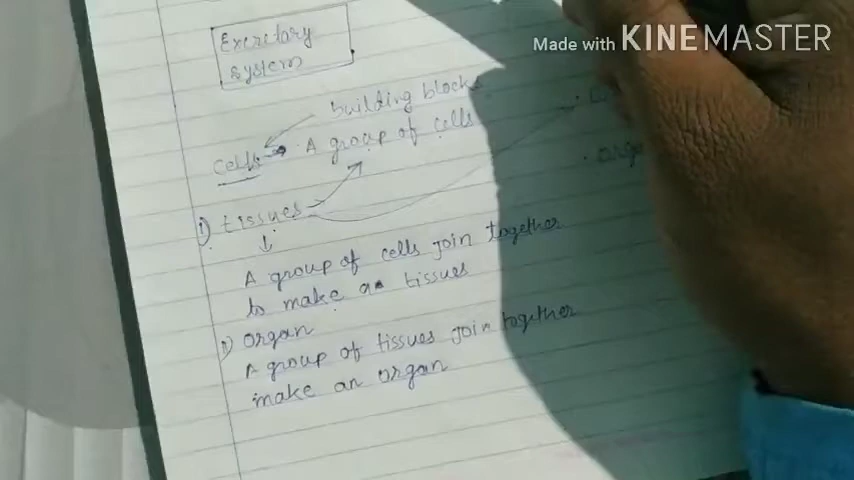 Made with KINEMASTER
Excretory
system
building blocks
cells → A group of cells
1) tissues
A group of cells join together
to make a tissues
2) organ
A group of tissues join together
make an organ